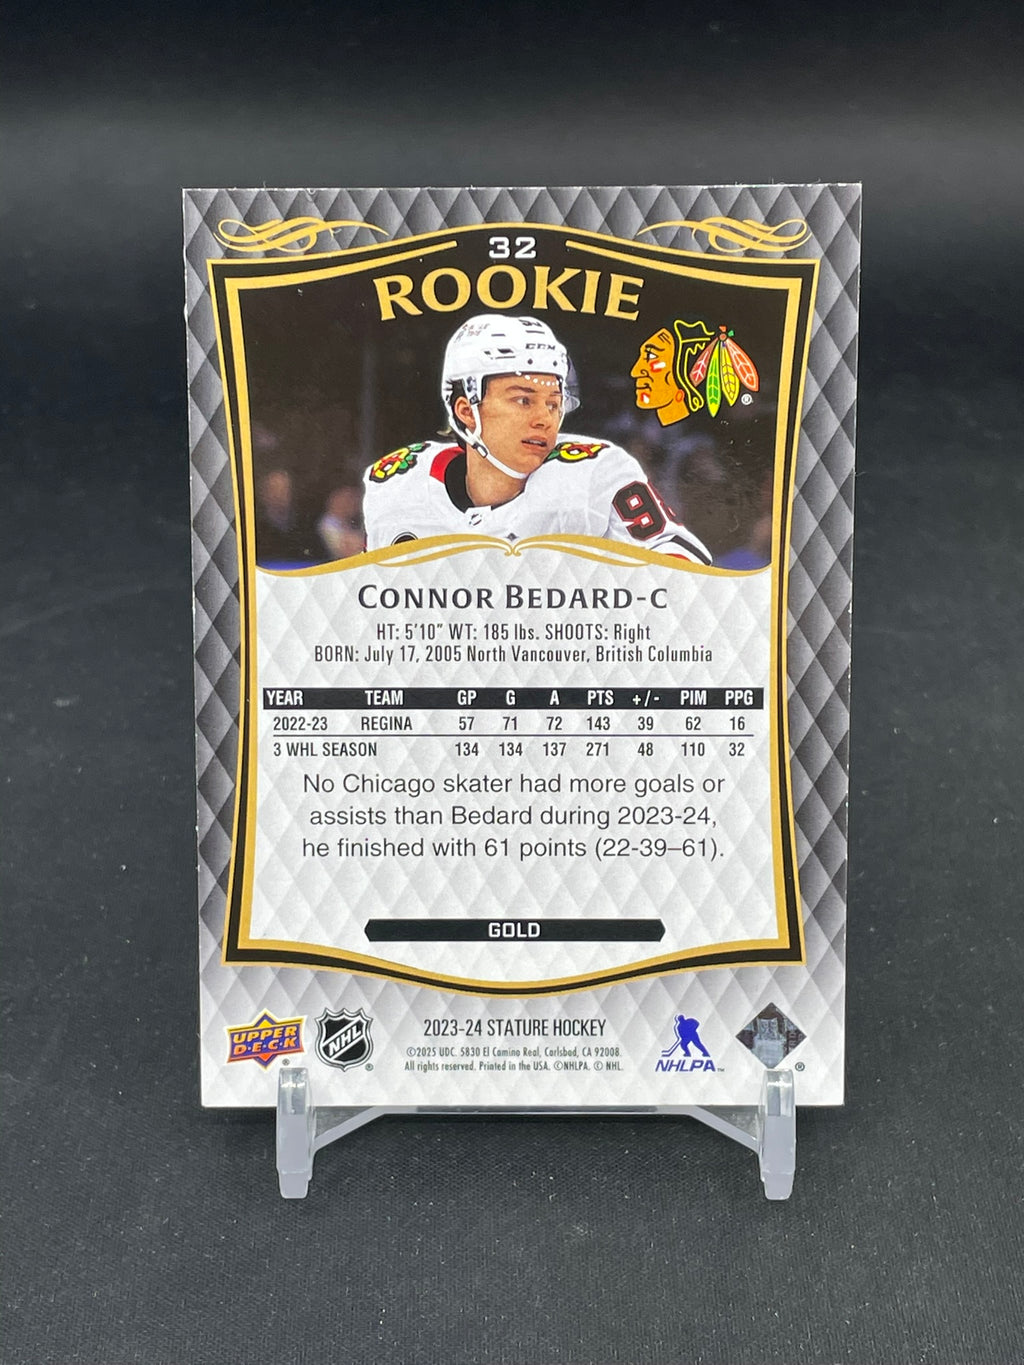 32
ROOKIE
CCM
9
CONNOR BEDARD-C
HT: 5'10" WT: 185 lbs. SHOOTS: Right
BORN: July 17, 2005 North Vancouver, British Columbia
YEAR TEAM GP G A PTS +/- PIM PPG
2022-23 REGINA 57 71 72 143 39 62 16
3 WHL SEASON 134 134 137 271 48 110 32
No Chicago skater had more goals or
assists than Bedard during 2023-24,
he finished with 61 points (22-39–61).
GOLD
UPPER
D·E·C·K
®
NHL
®
2023-24 STATURE HOCKEY
©2025 UDC. 5830 El Camino Real, Carlsbad, CA 92008.
All rights reserved. Printed in the USA. ©NHLPA. © NHL.
NHLPA
™
®